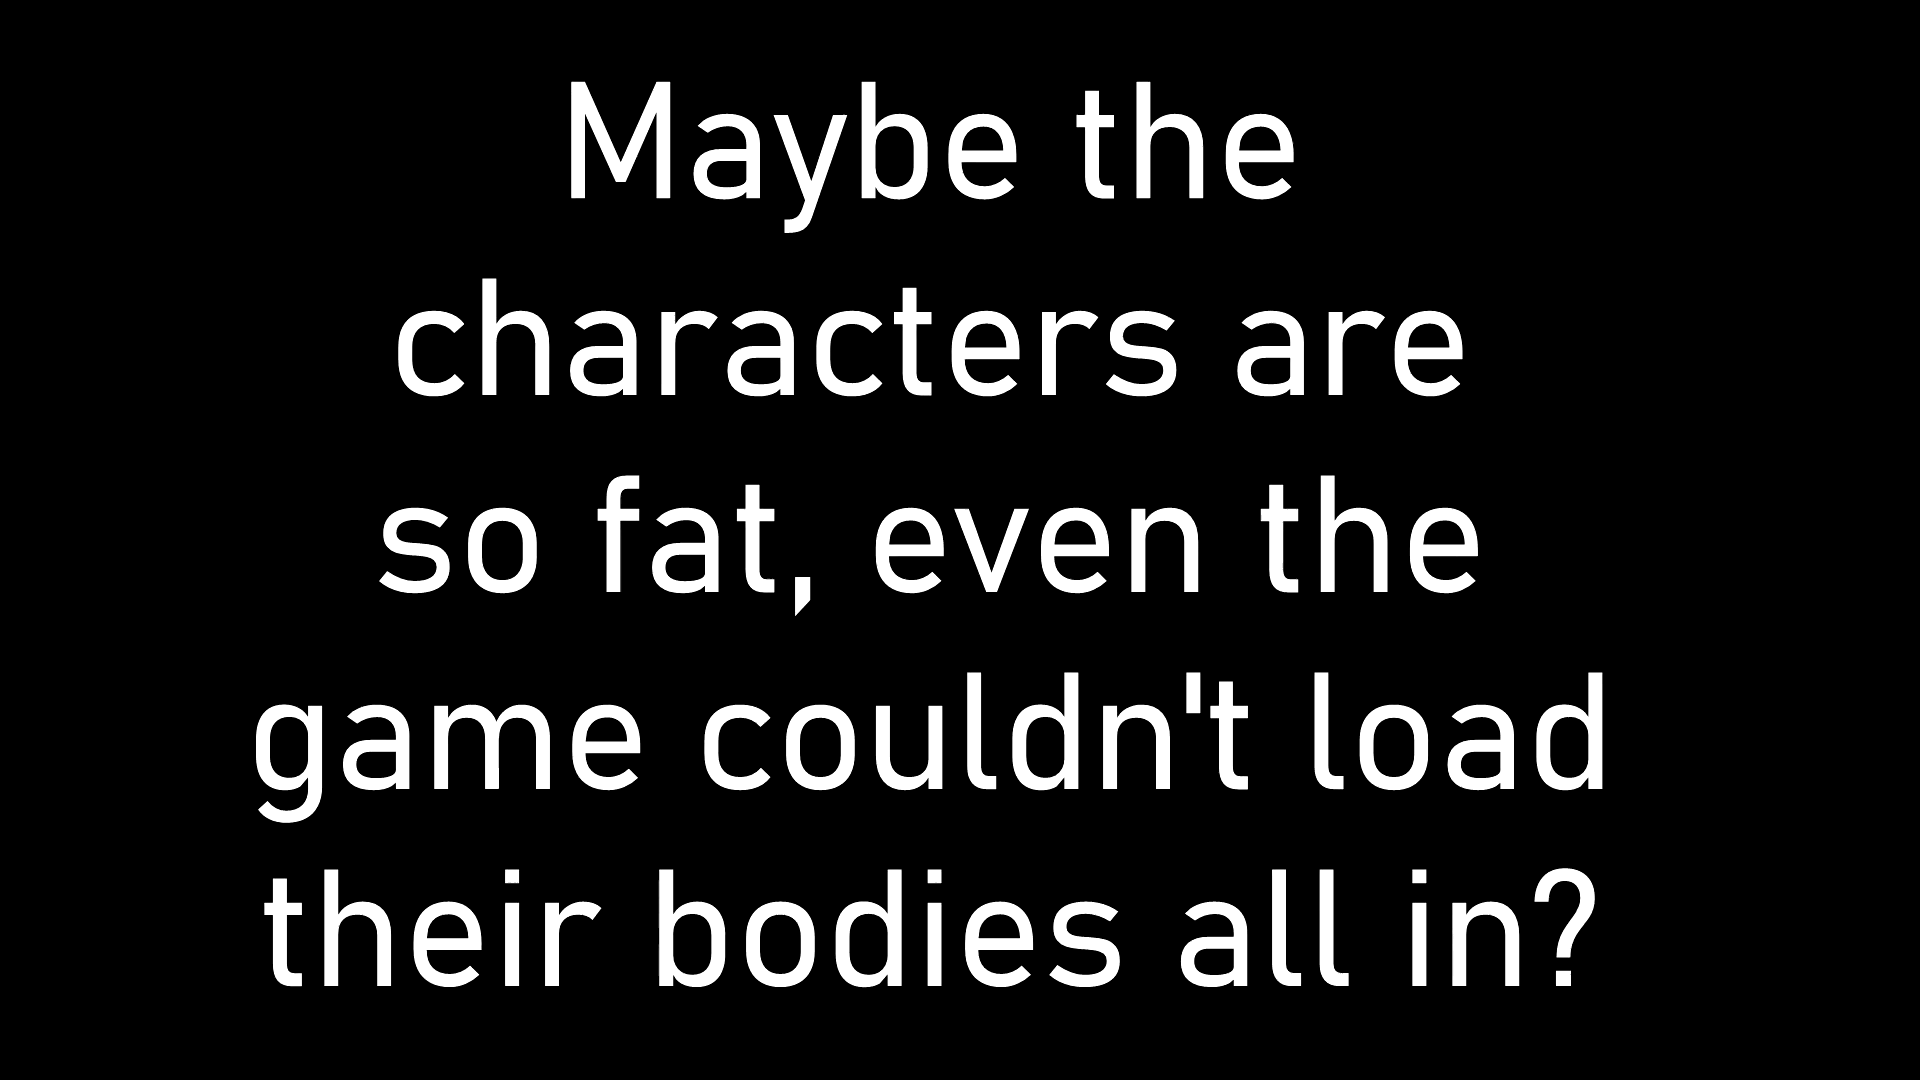 Maybe the
characters are
so fat, even the
game couldn't load
their bodies all in?